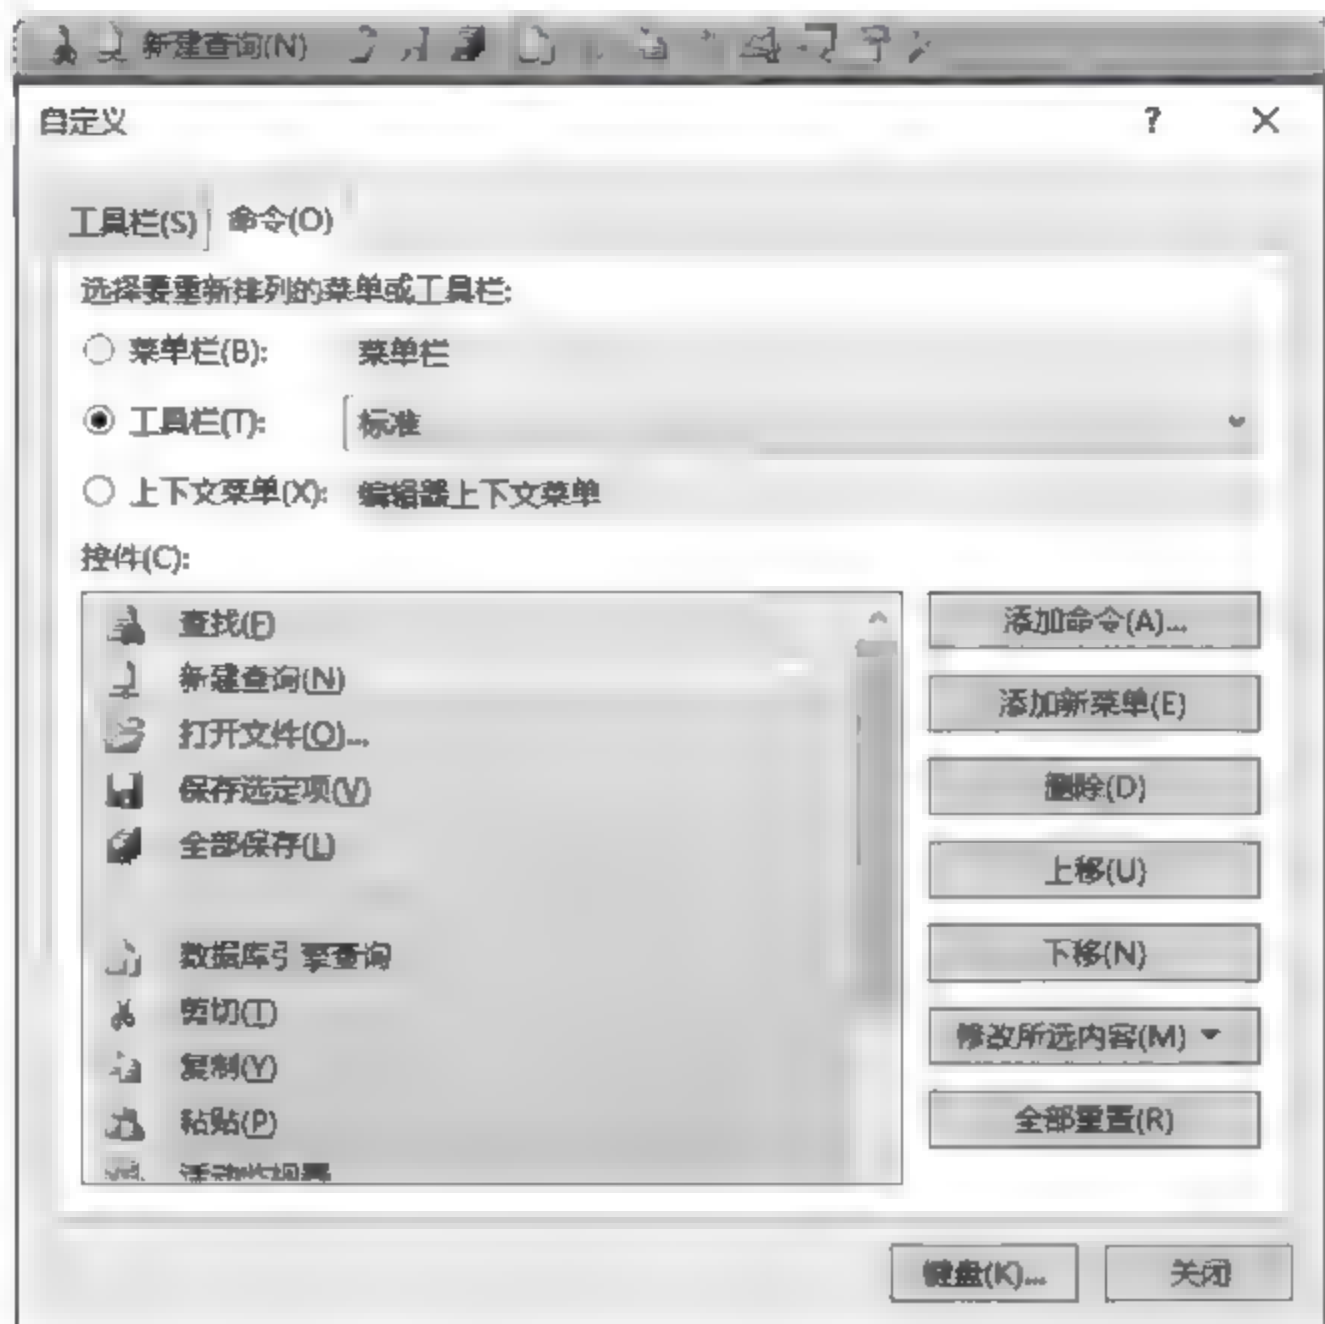 新建查询(N)
自定义
工具栏(S) 命令(O)
选择要重新排列的菜单或工具栏:
菜单栏(B): 菜单栏
工具栏(T): 标准
上下文菜单(X): 编辑器上下文菜单
控件(C):
查找(F)
新建查询(N)
打开文件(O)...
保存选定项(V)
全部保存(L)
数据库引擎查询
剪切(T)
复制(Y)
粘贴(P)
添加命令(A)...
添加新菜单(E)
删除(D)
上移(U)
下移(N)
修改所选内容(M)
全部重置(R)
键盘(K)...
关闭